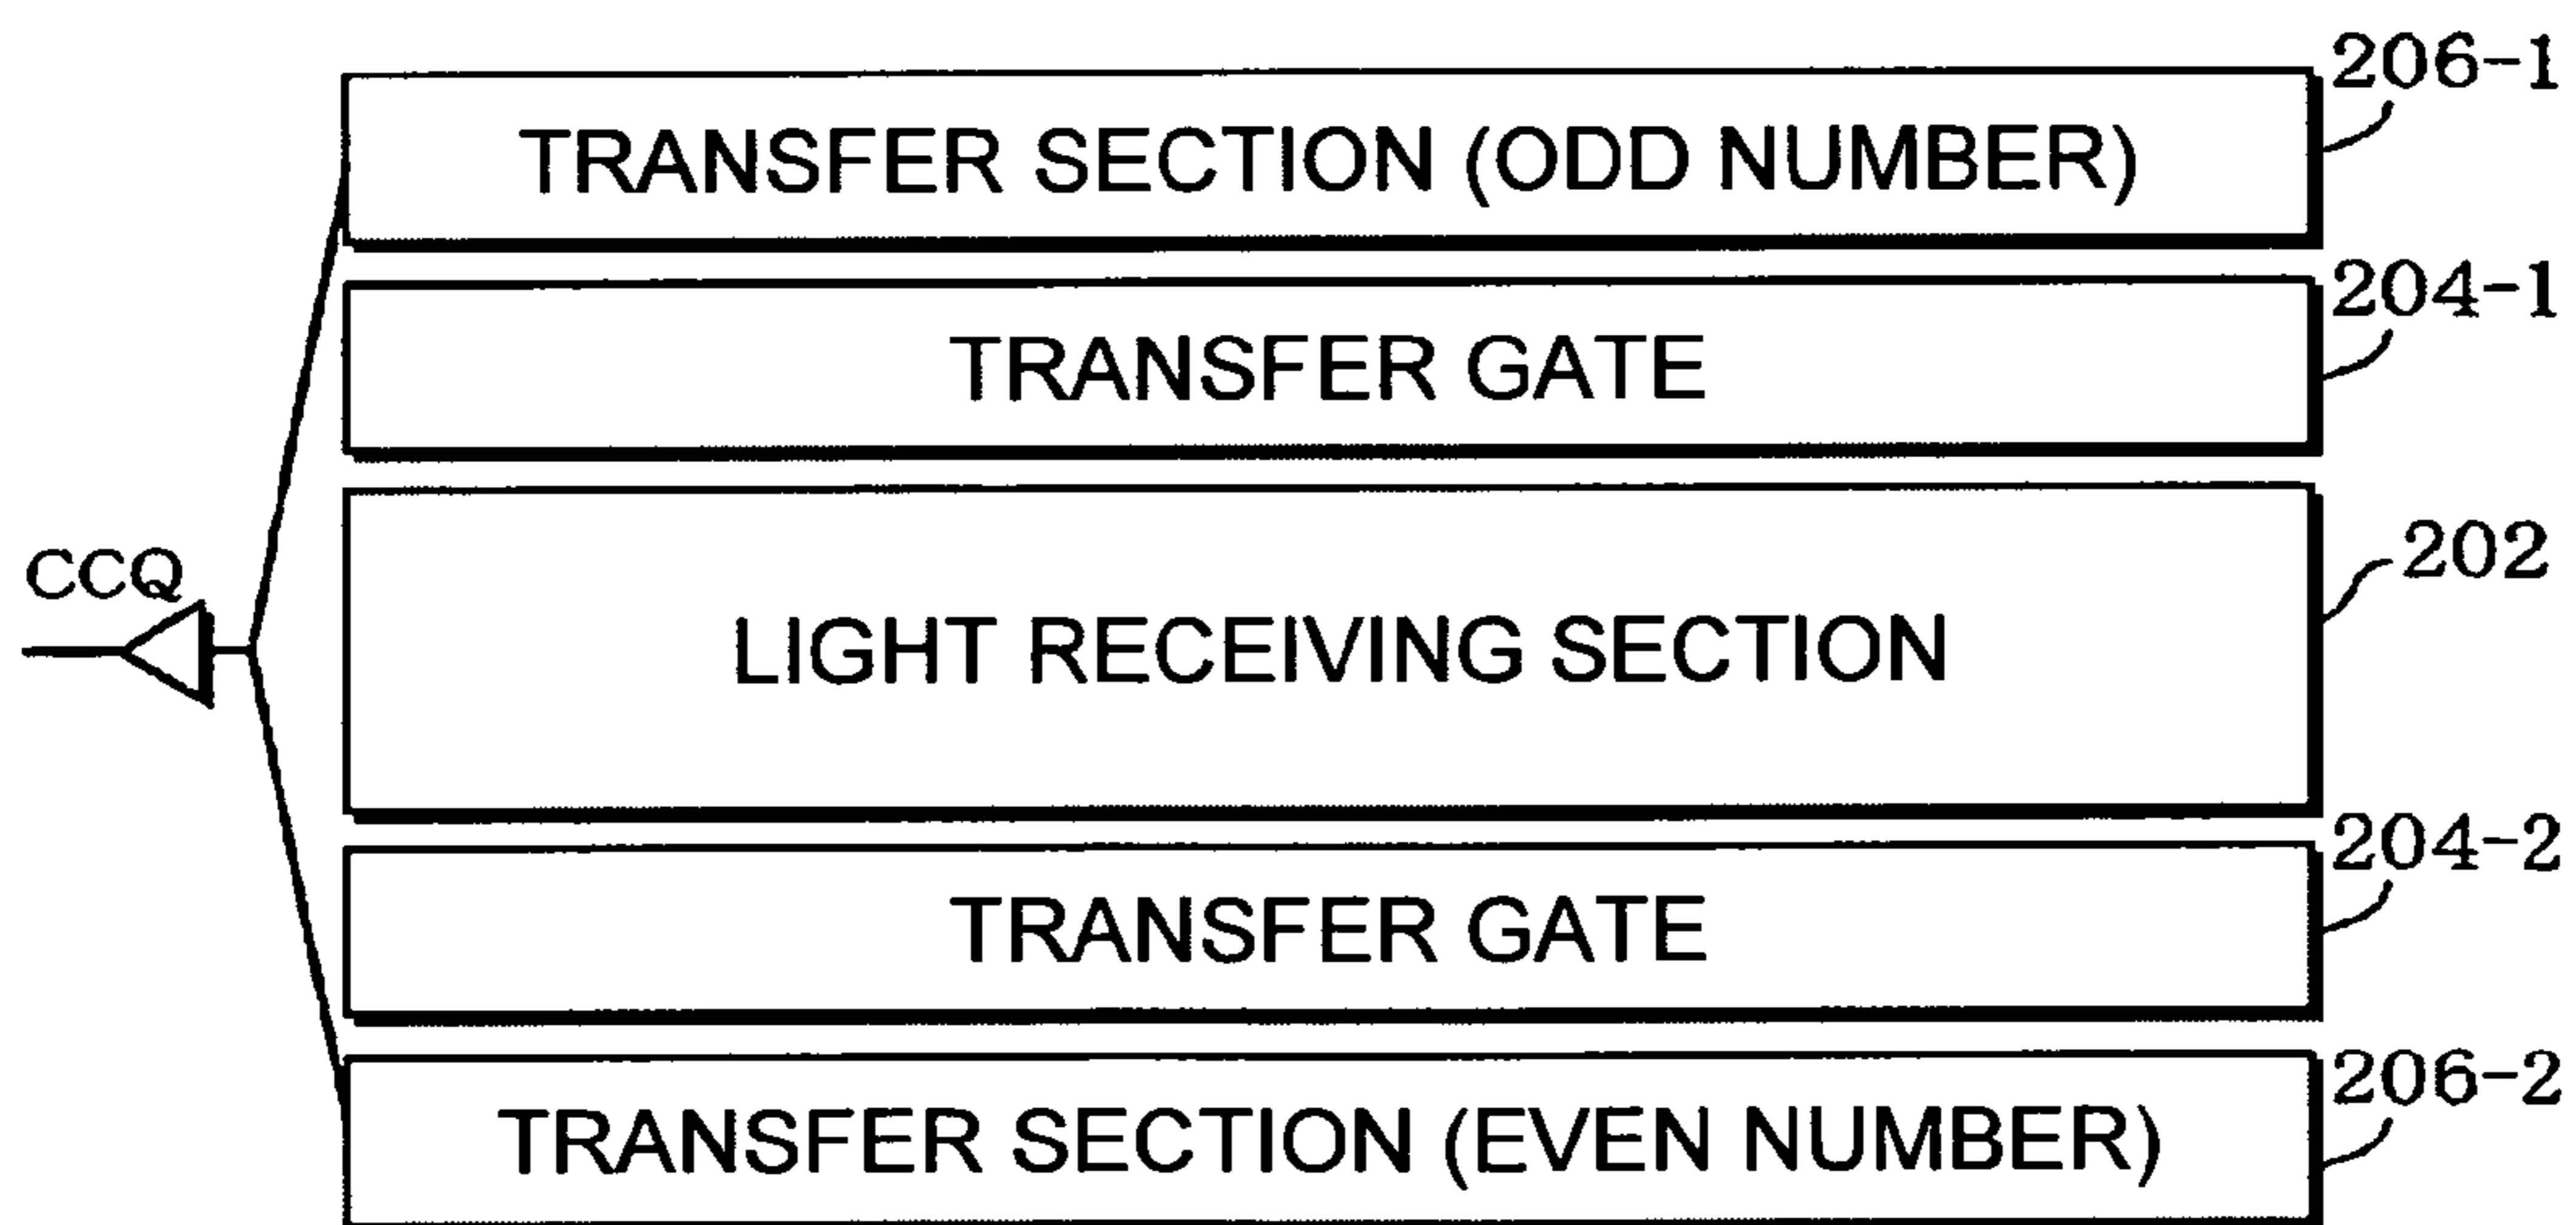 206-1
TRANSFER SECTION (ODD NUMBER)
204-1
TRANSFER GATE
CCQ
202
LIGHT RECEIVING SECTION
204-2
TRANSFER GATE
206-2
TRANSFER SECTION (EVEN NUMBER)